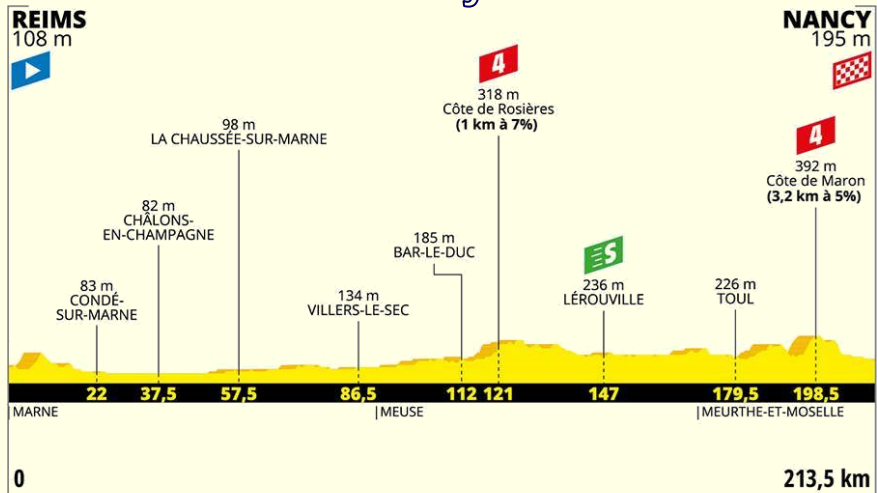 REIMS
108 m
NANCY
195 m
4
318 m
Côte de Rosières
(1 km à 7%)
98 m
LA CHAUSSÉE-SUR-MARNE
4
392 m
Côte de Maron
(3,2 km à 5%)
82 m
CHÂLONS-
EN-CHAMPAGNE
185 m
BAR-LE-DUC
S
83 m
CONDÉ-
SUR-MARNE
134 m
VILLERS-LE-SEC
236 m
LÉROUVILLE
226 m
TOUL
22 37,5 57,5 86,5 112 121 147 179,5 198,5
MARNE MEUSE MEURTHE-ET-MOSELLE
0 213,5 km